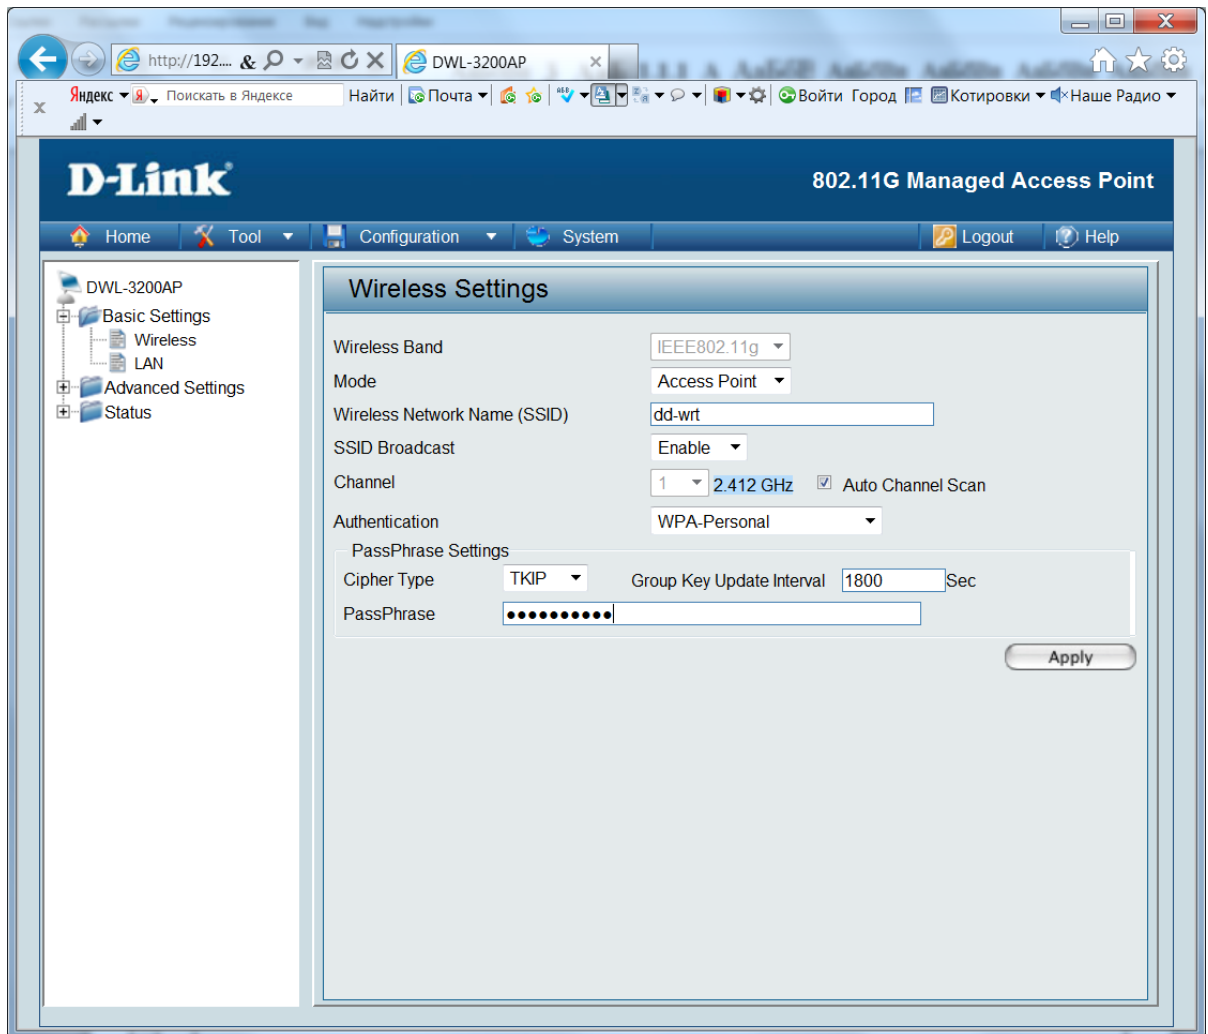 http://192.... & DWL-3200AP
Яндекс Я Поискать в Яндексе Найти Почта Войти Город Котировки Наше Радио
D-Link
802.11G Managed Access Point
Home Tool Configuration System Logout Help
DWL-3200AP
Basic Settings
Wireless
LAN
Advanced Settings
Status
Wireless Settings
Wireless Band IEEE802.11g
Mode Access Point
Wireless Network Name (SSID) dd-wrt
SSID Broadcast Enable
Channel 1 2.412 GHz Auto Channel Scan
Authentication WPA-Personal
PassPhrase Settings
Cipher Type TKIP Group Key Update Interval 1800 Sec
PassPhrase ●●●●●●●●●●
Apply